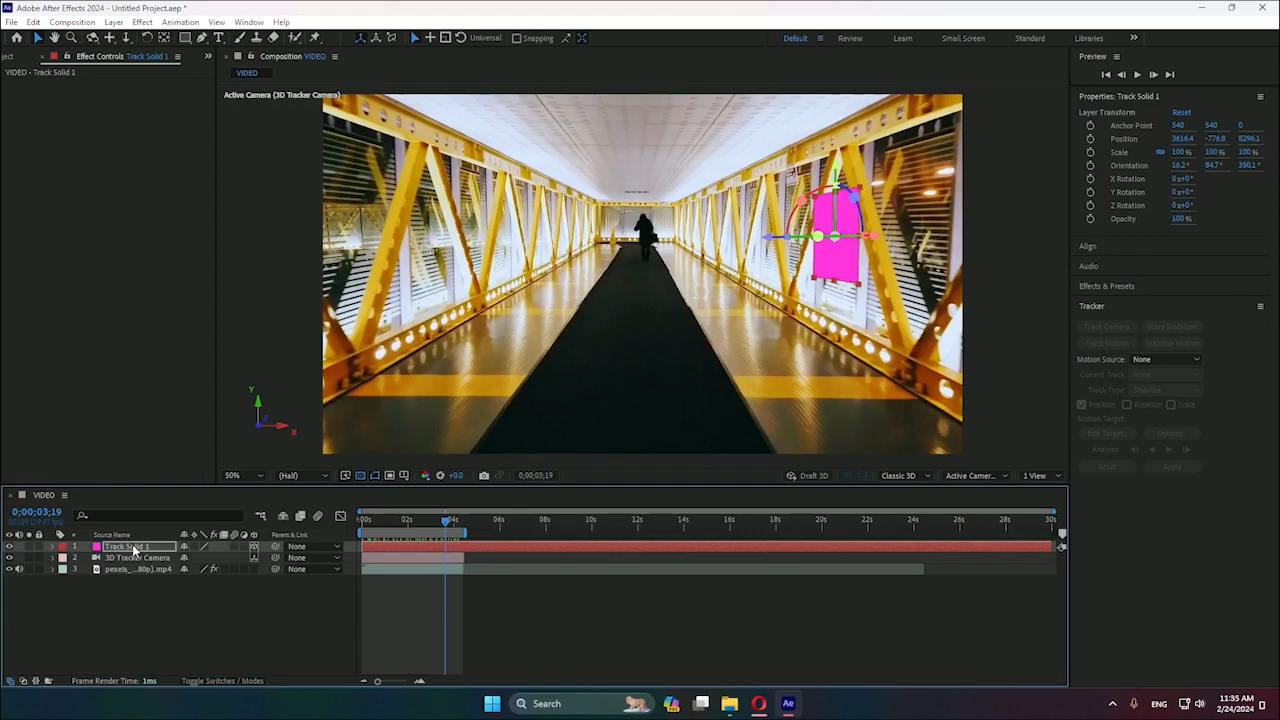 Adobe After Effects 2024 - Untitled Project.aep *
File Edit Composition Layer Effect Animation View Window Help
Universal Snapping Default Review Learn Small Screen Standard Libraries
ject Effect Controls Track Solid 1
VIDEO - Track Solid 1
Composition VIDEO
VIDEO
Active Camera (3D Tracker Camera)
Y
Z
X
50% (Half) +0.0 0;00;03;19 Draft 3D Classic 3D Active Camer... 1 View
Preview
Properties: Track Solid 1
Layer Transform Reset
Anchor Point 540 540 0
Position 3616.4 -776.8 8296.1
Scale 100% 100% 100%
Orientation 16.2° 84.7° 350.1°
X Rotation 0x+0°
Y Rotation 0x+0°
Z Rotation 0x+0°
Opacity 100%
Align
Audio
Effects & Presets
Tracker
Track Camera Warp Stabilizer
Track Motion Stabilize Motion
Motion Source: None
Current Track: None
Track Type: Stabilize
Position Rotation Scale
Motion Target:
Edit Target... Options...
Analyze:
Reset Apply
VIDEO
0;00;03;19
00109 (29.97 fps)
:00s 02s 04s 06s 08s 10s 12s 14s 16s 18s 20s 22s 24s 26s 28s 30s
# Source Name Parent & Link
1 Track Solid 1 None
2 3D Tracker Camera None
3 pexels_...80p).mp4 fx None
Frame Render Time: 1ms Toggle Switches / Modes
Search
Ae
ENG
11:35 AM
2/24/2024